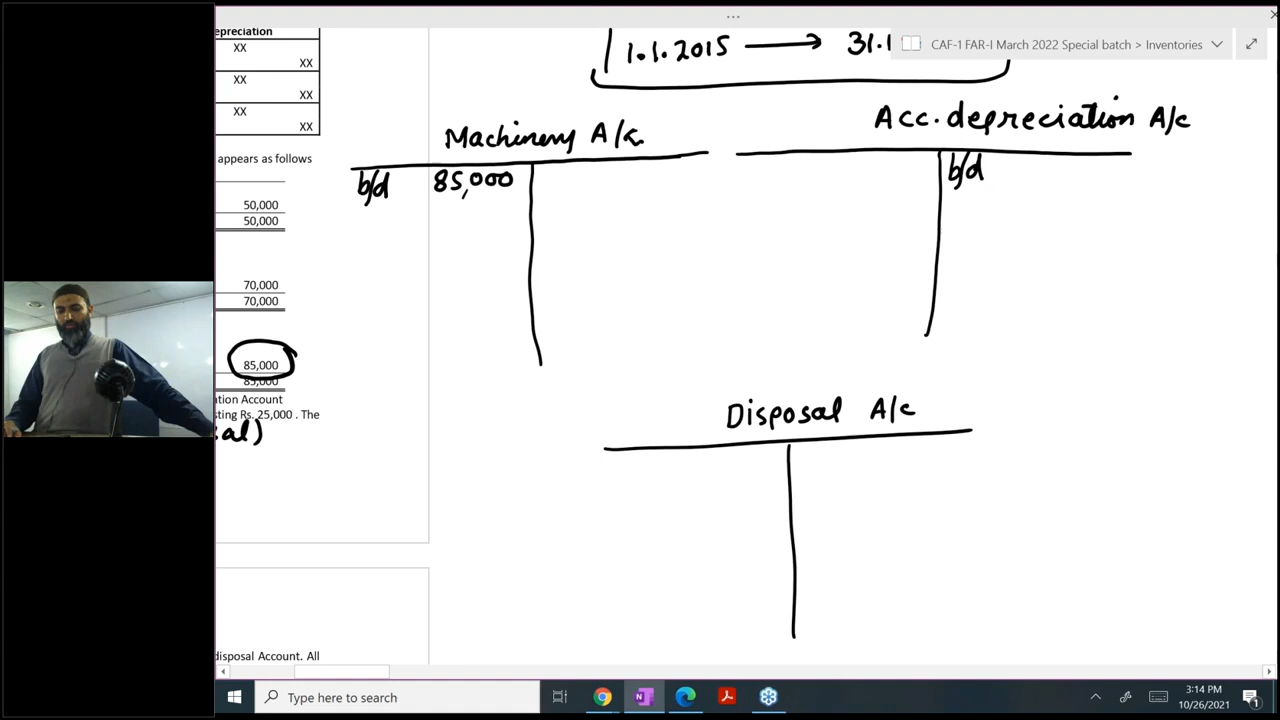 epreciation
XX
XX
XX
XX
XX
XX
appears as follows
50,000
50,000
70,000
70,000
85,000
85,000
tion Account
sting Rs. 25,000 . The
sal)
disposal Account. All
1.1.2015 → 31.1
CAF-1 FAR-I March 2022 Special batch > Inventories
Machinery A/c
Acc. depreciation A/c
b/d 85,000
b/d
Disposal A/c
Type here to search
3:14 PM
10/26/2021
1